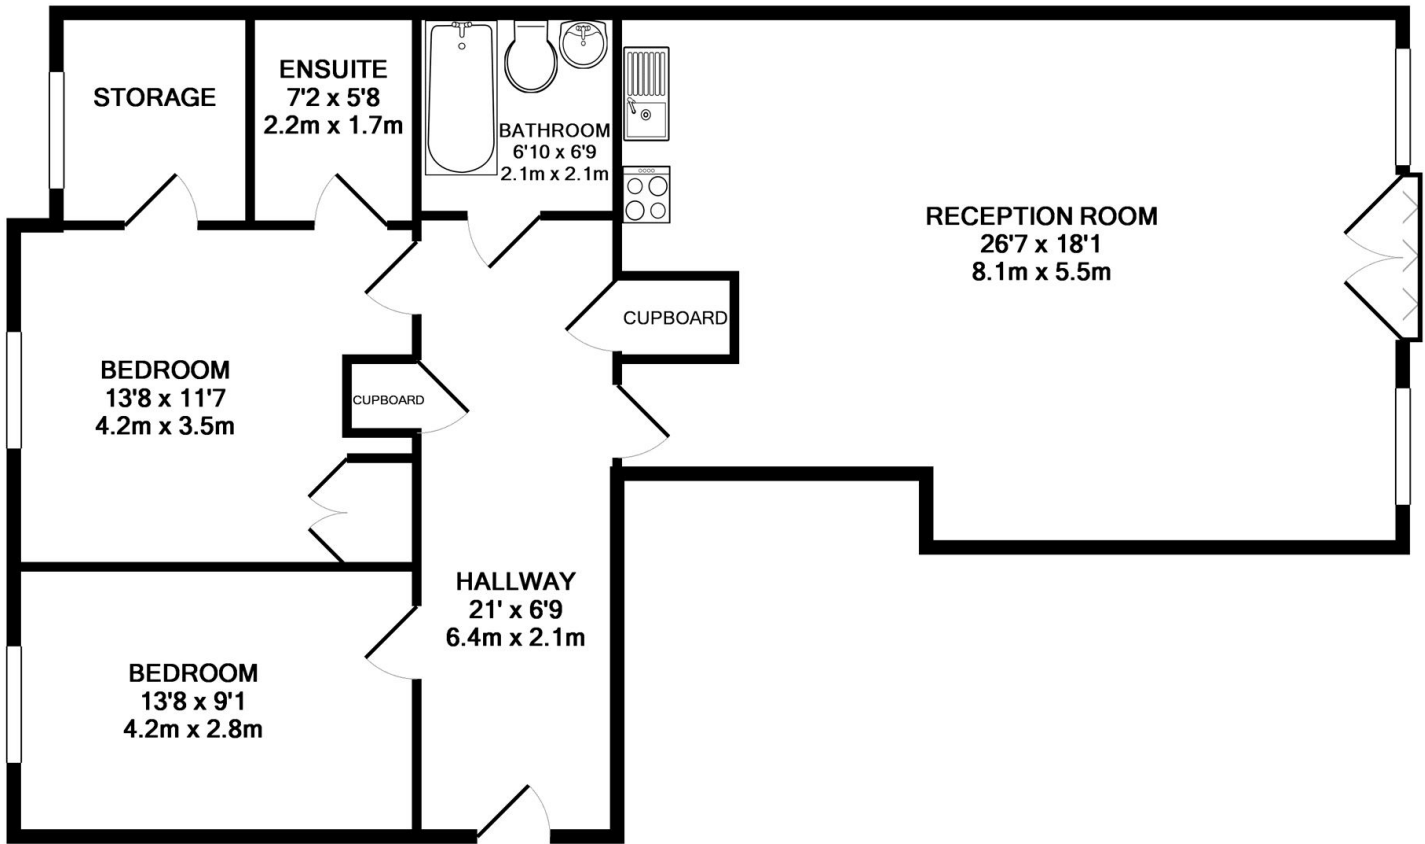 STORAGE
ENSUITE
7'2 x 5'8
2.2m x 1.7m
BATHROOM
6'10 x 6'9
2.1m x 2.1m
RECEPTION ROOM
26'7 x 18'1
8.1m x 5.5m
CUPBOARD
BEDROOM
13'8 x 11'7
4.2m x 3.5m
CUPBOARD
HALLWAY
21' x 6'9
6.4m x 2.1m
BEDROOM
13'8 x 9'1
4.2m x 2.8m